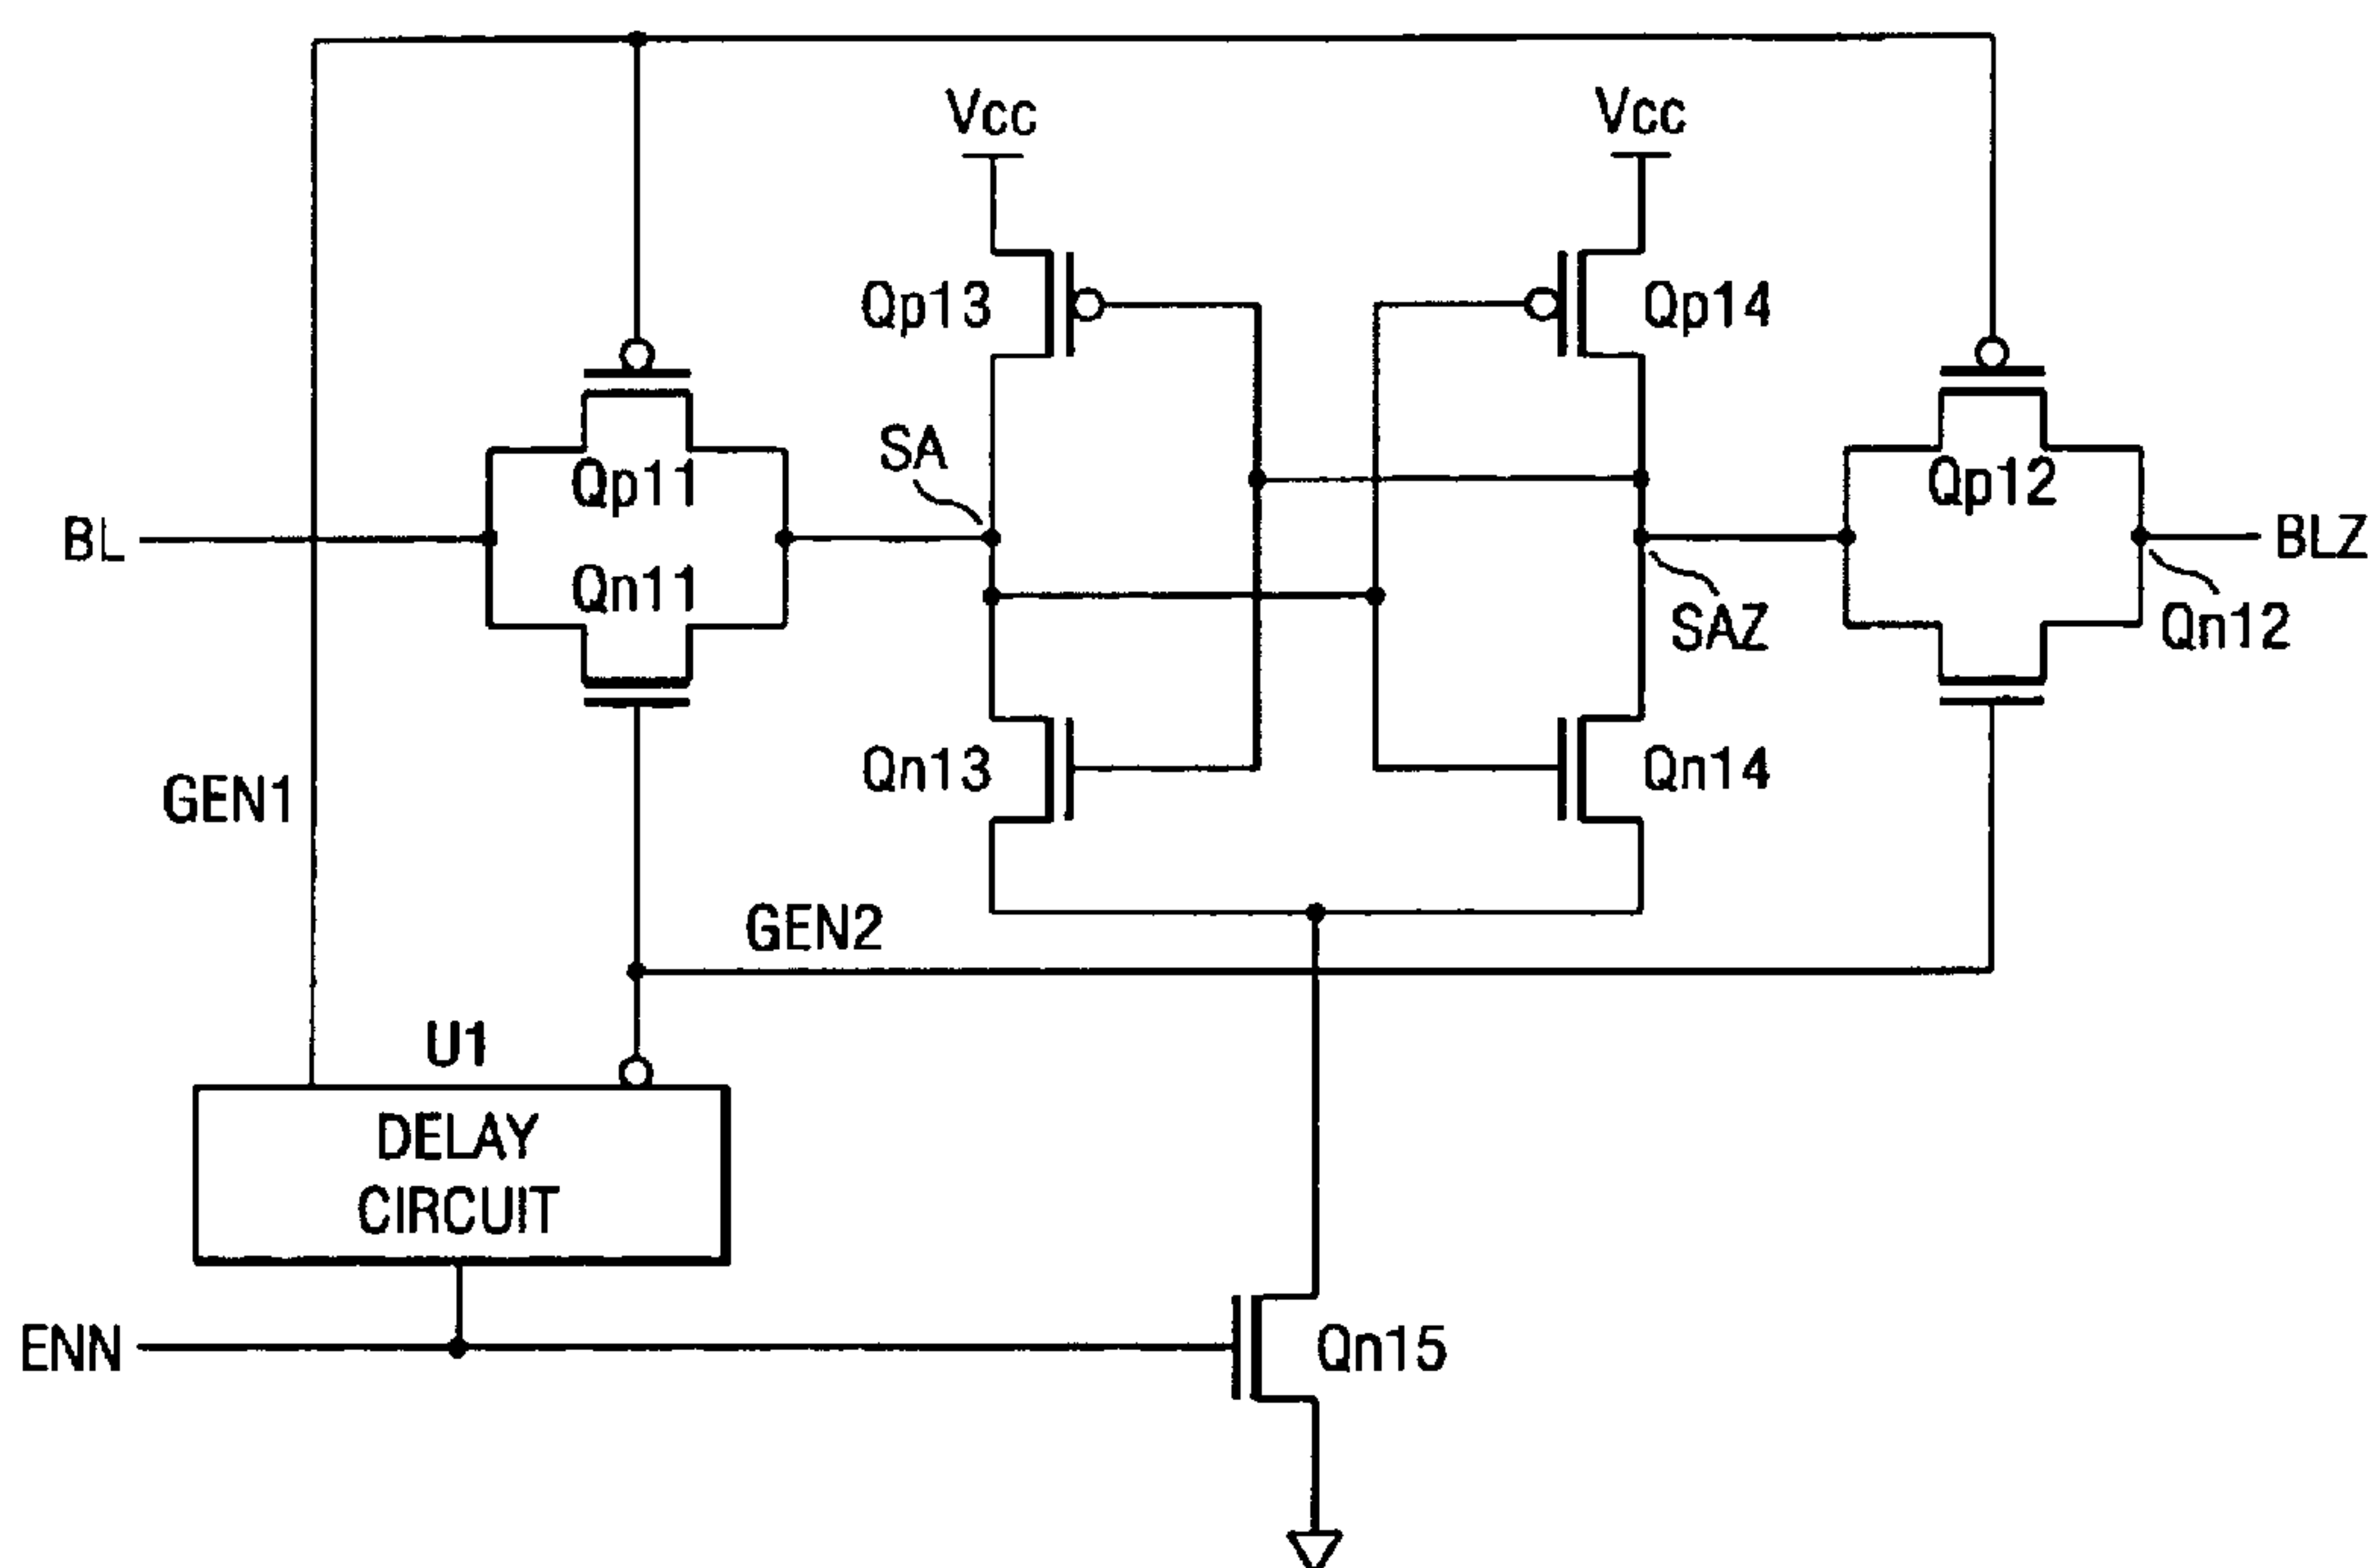 Vcc
Vcc
Qp13
Qp14
SA
Qp11
Qp12
BL
BLZ
Qn11
SAZ
Qn12
Qn13
Qn14
GEN1
GEN2
U1
DELAY
CIRCUIT
ENN
Qn15